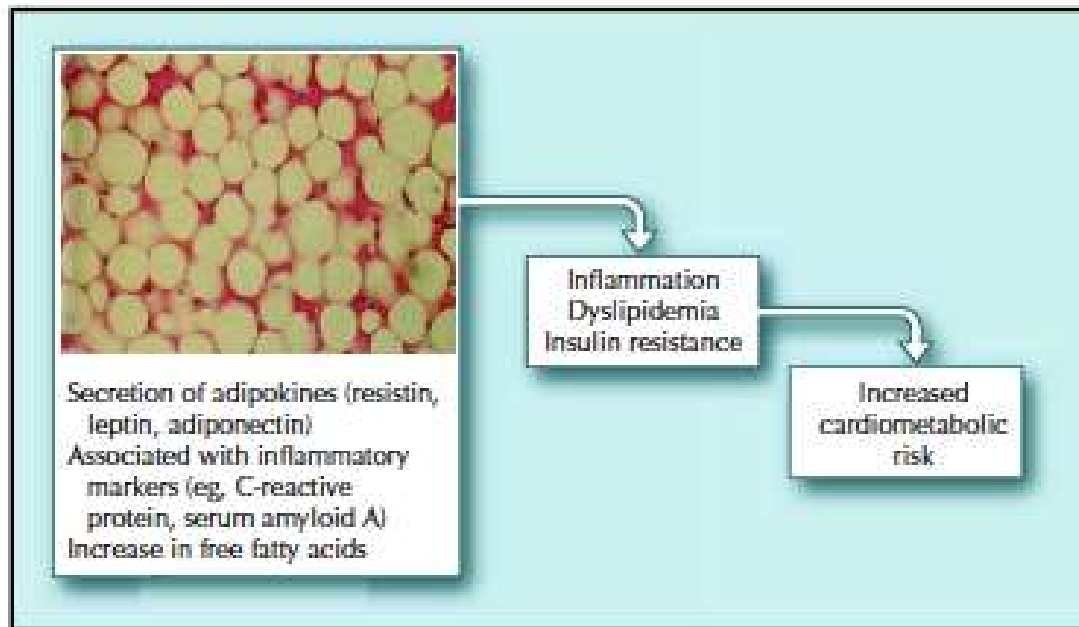 Secretion of adipokines (resistin,
leptin, adiponectin)
Associated with inflammatory
markers (eg, C-reactive
protein, serum amyloid A)
Increase in free fatty acids
Inflammation
Dyslipidemia
Insulin resistance
Increased
cardiometabolic
risk